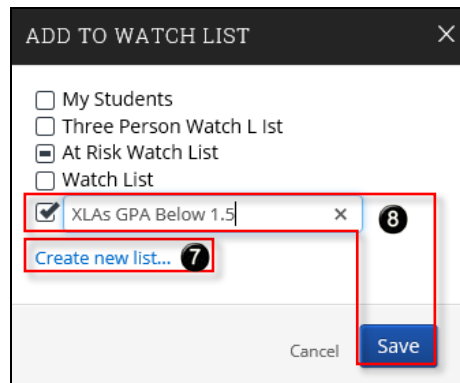 ADD TO WATCH LIST
My Students
Three Person Watch L Ist
At Risk Watch List
Watch List
XLAs GPA Below 1.5
8
Create new list... 7
Cancel Save